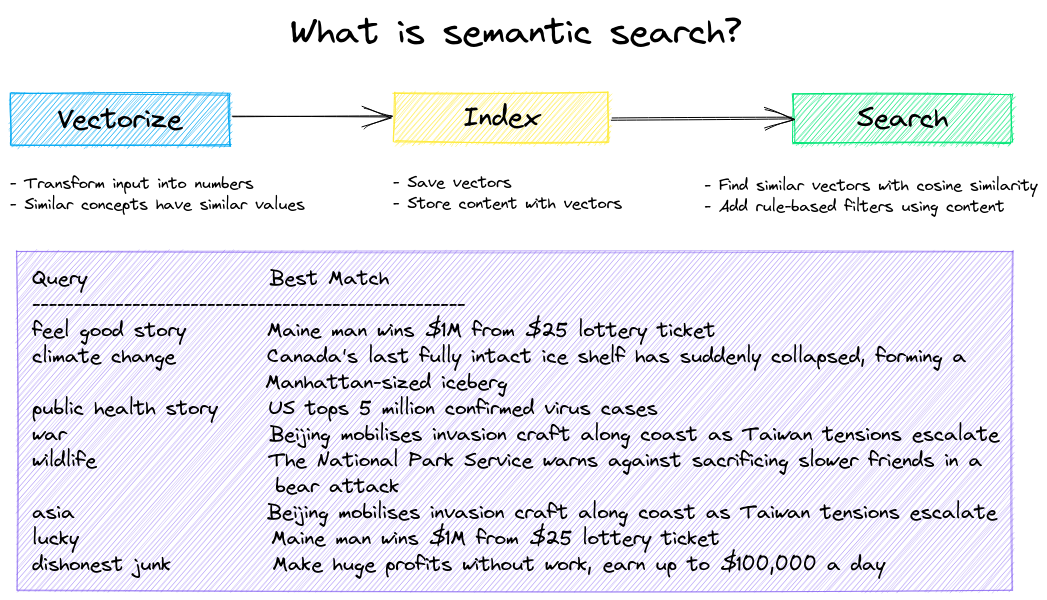 What is semantic search?
Vectorize
Index
Search
- Transform input into numbers
- Similar concepts have similar values
- Save vectors
- Store content with vectors
- Find similar vectors with cosine similarity
- Add rule-based filters using content
Query Best Match
----------------------------------------------------
feel good story Maine man wins $1M from $25 lottery ticket
climate change Canada's last fully intact ice shelf has suddenly collapsed, forming a
Manhattan-sized iceberg
public health story US tops 5 million confirmed virus cases
war Beijing mobilises invasion craft along coast as Taiwan tensions escalate
wildlife The National Park Service warns against sacrificing slower friends in a
bear attack
asia Beijing mobilises invasion craft along coast as Taiwan tensions escalate
lucky Maine man wins $1M from $25 lottery ticket
dishonest junk Make huge profits without work, earn up to $100,000 a day